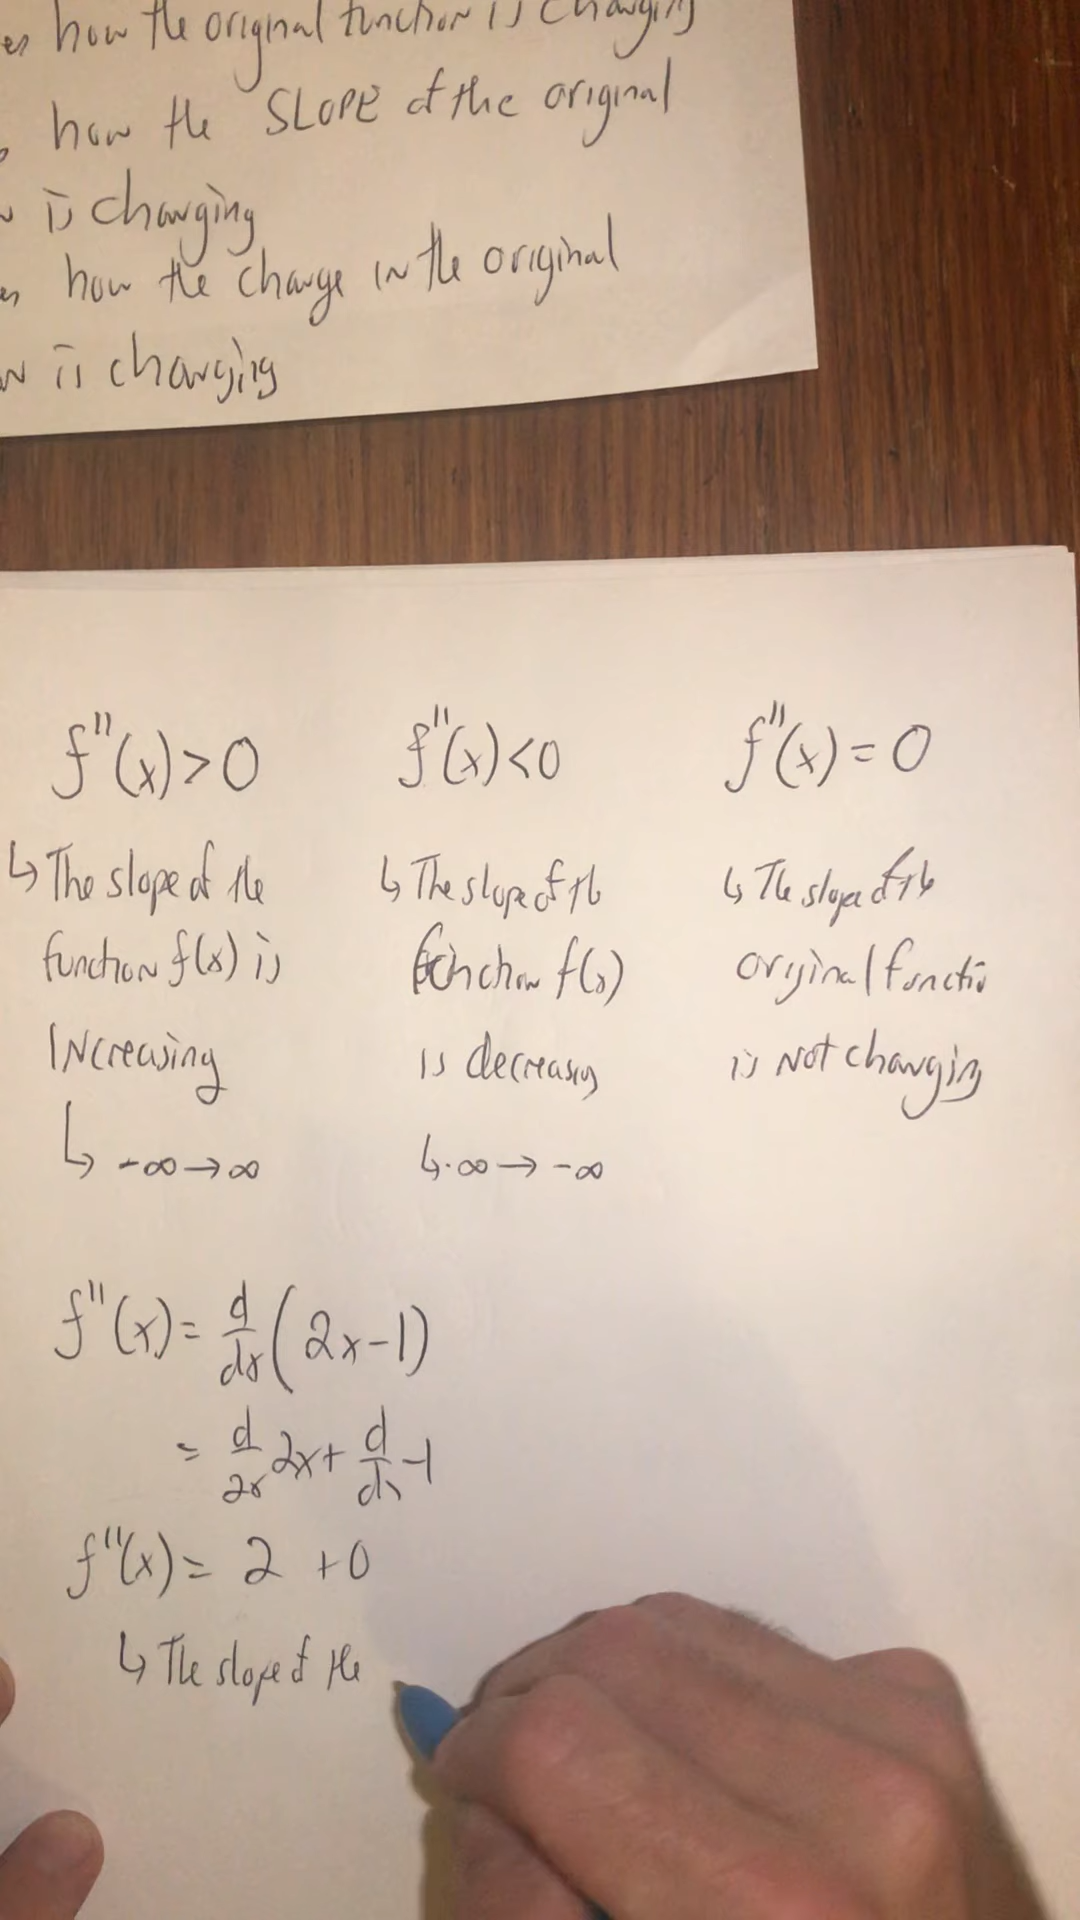 how the original function is changing
how the SLOPE of the original
is changing
how the change in the original
is changing
f''(x)>0
↳ The slope of the
function f(x) is
Increasing
↳ -∞→∞
f''(x)<0
↳ The slope of the
function f(x)
is decreasing
↳ ∞→-∞
f''(x)=0
↳ The slope of the
original function
is not changing
f''(x)= d/dx (2x-1)
= d/2x 2x + d/dx -1
f''(x)= 2 +0
↳ The slope of the